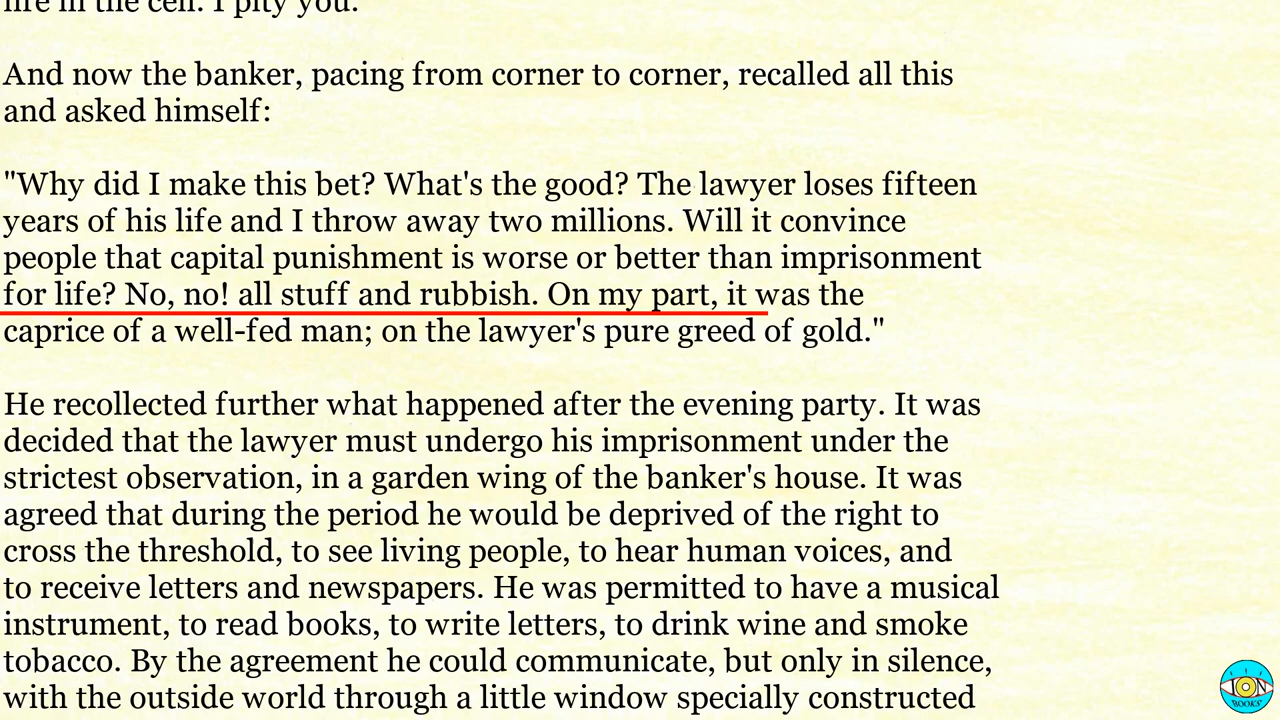 life in the cell. I pity you.
And now the banker, pacing from corner to corner, recalled all this
and asked himself:
"Why did I make this bet? What's the good? The lawyer loses fifteen
years of his life and I throw away two millions. Will it convince
people that capital punishment is worse or better than imprisonment
for life? No, no! all stuff and rubbish. On my part, it was the
caprice of a well-fed man; on the lawyer's pure greed of gold."
He recollected further what happened after the evening party. It was
decided that the lawyer must undergo his imprisonment under the
strictest observation, in a garden wing of the banker's house. It was
agreed that during the period he would be deprived of the right to
cross the threshold, to see living people, to hear human voices, and
to receive letters and newspapers. He was permitted to have a musical
instrument, to read books, to write letters, to drink wine and smoke
tobacco. By the agreement he could communicate, but only in silence,
with the outside world through a little window specially constructed
ION
BOOKS